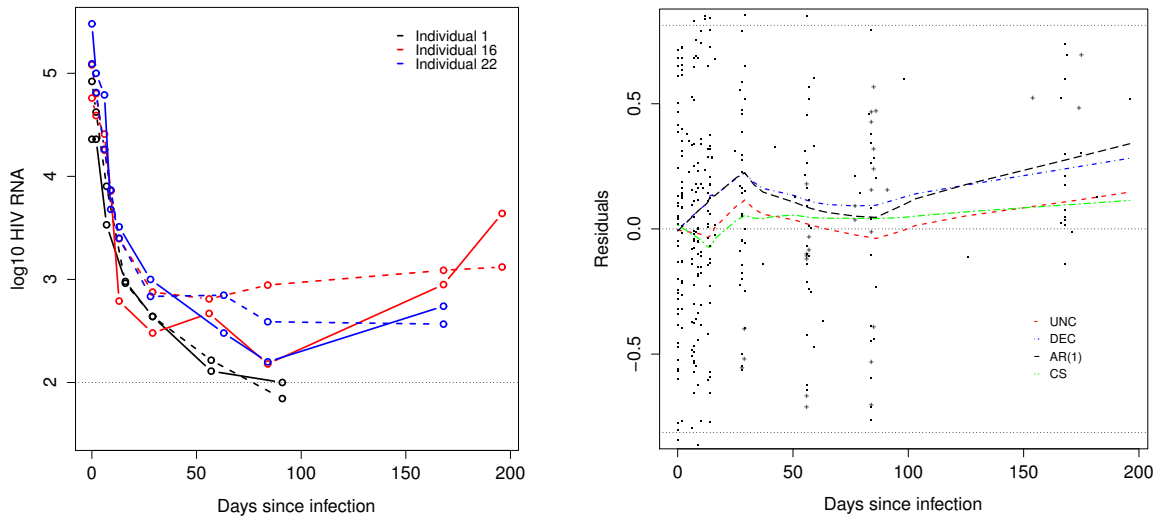 log10 HIV RNA
5
4
3
2
0 50 100 150 200
Days since infection
Individual 1
Individual 16
Individual 22
Residuals
0.5
0.0
−0.5
0 50 100 150 200
Days since infection
UNC
DEC
AR(1)
CS